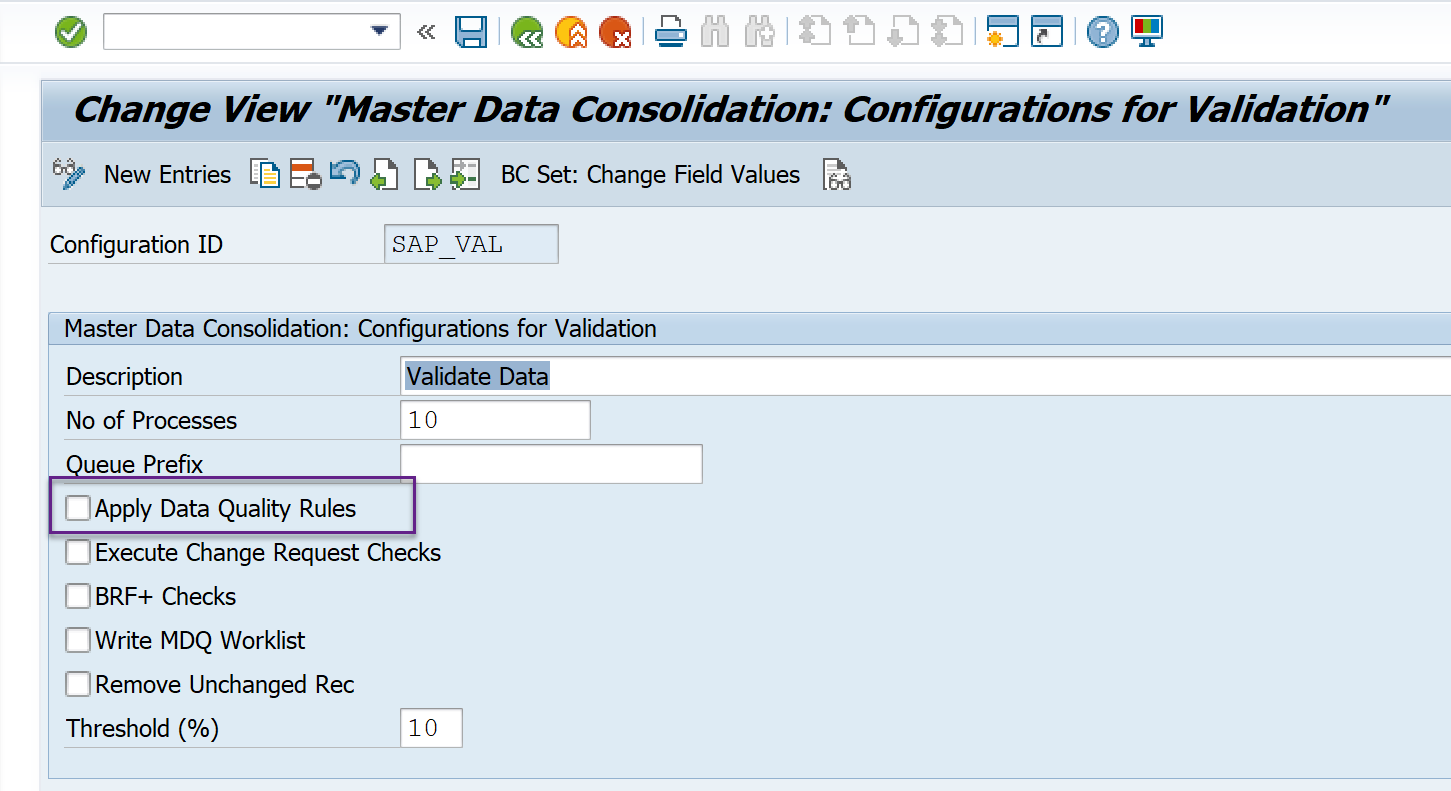 Change View "Master Data Consolidation: Configurations for Validation"
New Entries BC Set: Change Field Values
Configuration ID SAP_VAL
Master Data Consolidation: Configurations for Validation
Description Validate Data
No of Processes 10
Queue Prefix
Apply Data Quality Rules
Execute Change Request Checks
BRF+ Checks
Write MDQ Worklist
Remove Unchanged Rec
Threshold (%) 10